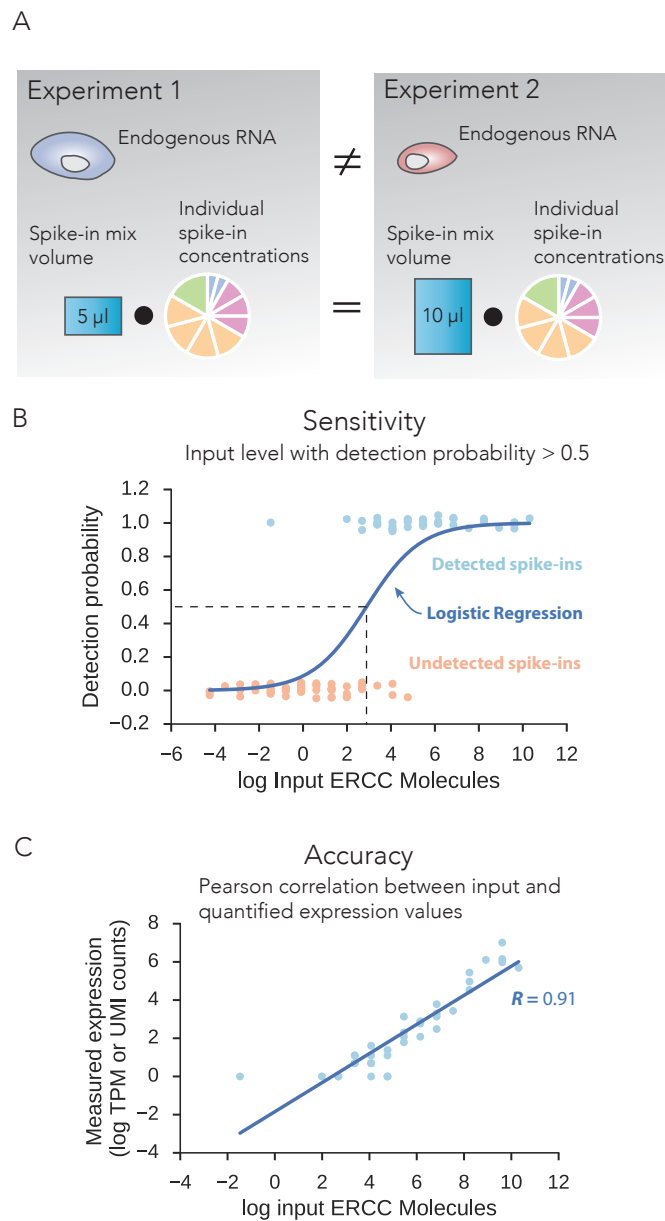 A
Experiment 1
Endogenous RNA
Spike-in mix
volume
Individual
spike-in
concentrations
5 µl
≠
=
Experiment 2
Endogenous RNA
Spike-in mix
volume
Individual
spike-in
concentrations
10 µl
B
Sensitivity
Input level with detection probability > 0.5
Detection probability
1.2
1.0
0.8
0.6
0.4
0.2
0.0
−0.2
Detected spike-ins
Logistic Regression
Undetected spike-ins
−6 −4 −2 0 2 4 6 8 10 12
log Input ERCC Molecules
C
Accuracy
Pearson correlation between input and
quantified expression values
Measured expression
(log TPM or UMI counts)
8
6
4
2
0
−2
−4
R = 0.91
−4 −2 0 2 4 6 8 10 12
log input ERCC Molecules